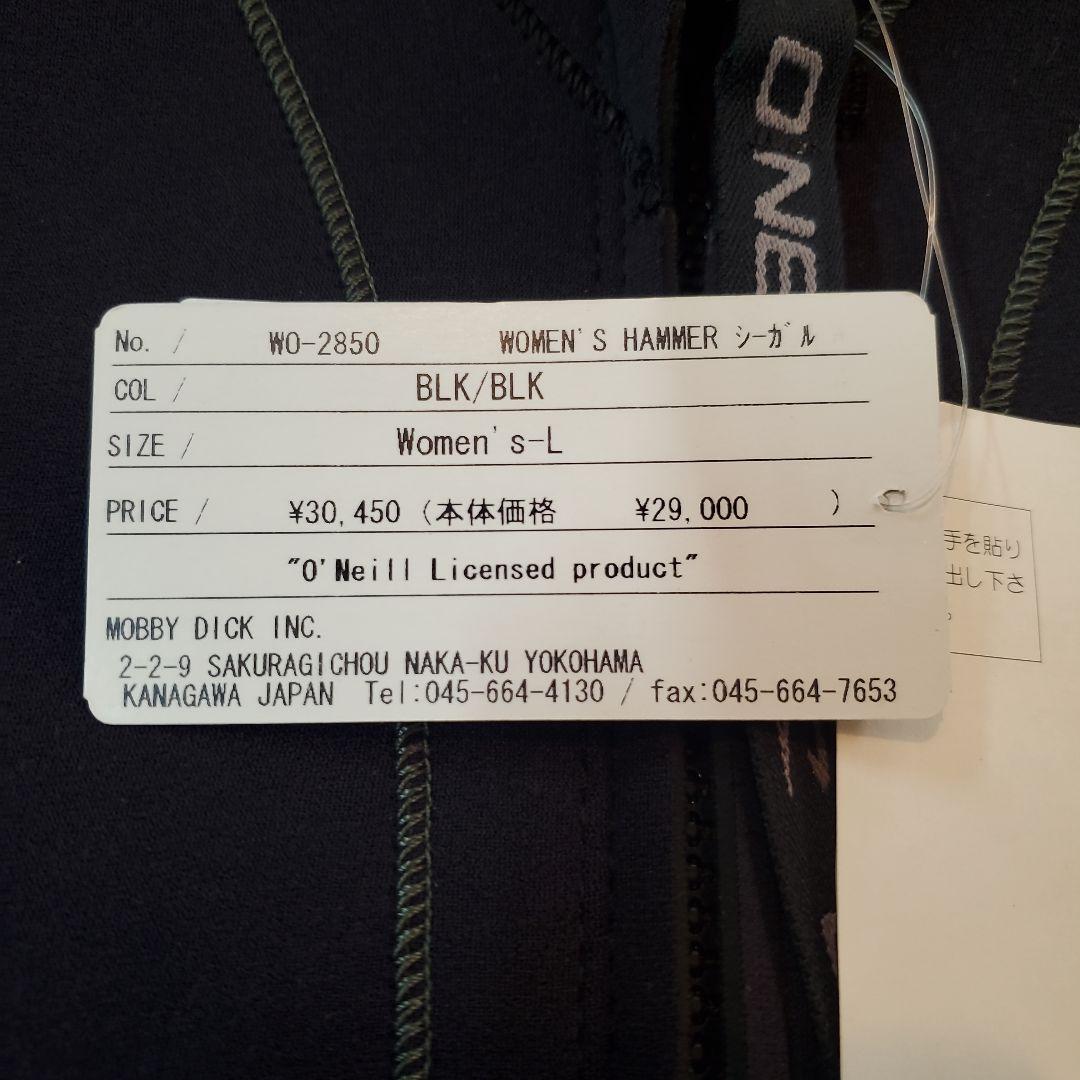 ONE
No. / WO-2850 WOMEN'S HAMMER シーガル
COL / BLK/BLK
SIZE / Women's-L
PRICE / ¥30,450 (本体価格 ¥29,000 )
"O'Neill Licensed product"
MOBBY DICK INC.
2-2-9 SAKURAGICHOU NAKA-KU YOKOHAMA
KANAGAWA JAPAN Tel:045-664-4130 / fax:045-664-7653
手を貼り
出し下さ
。